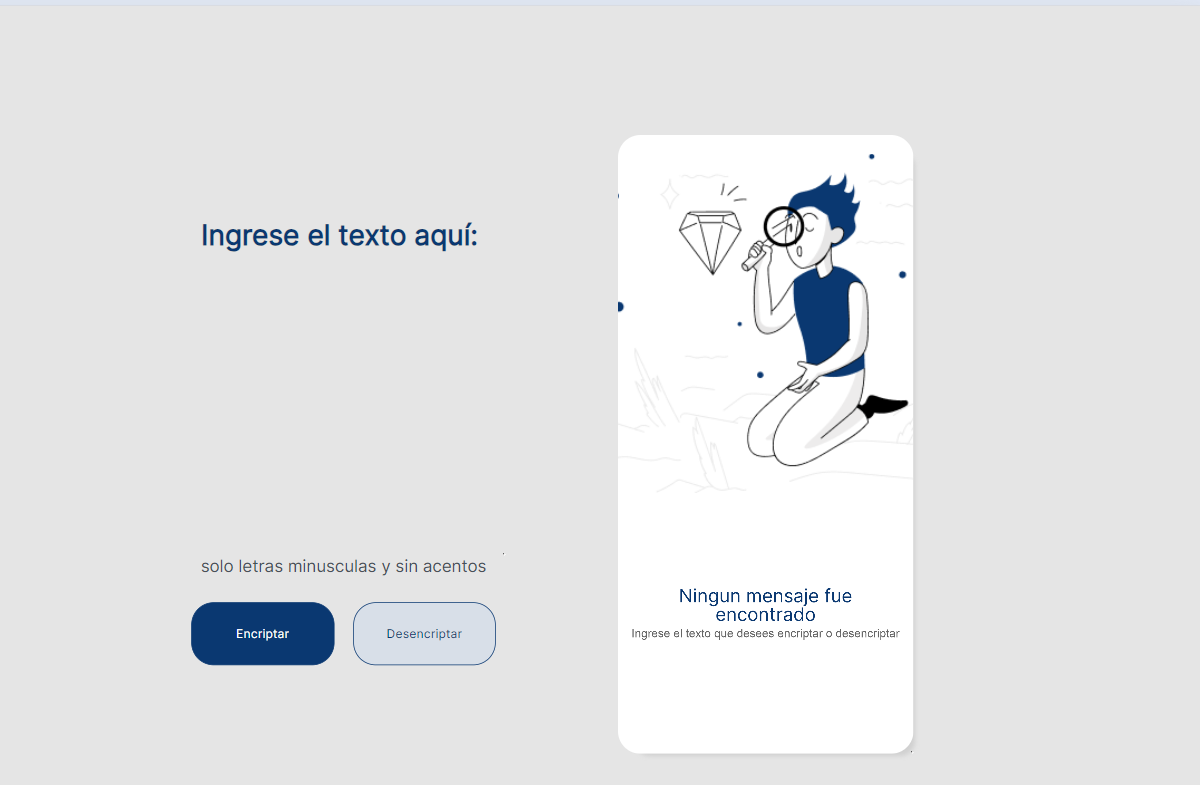 Ingrese el texto aquí:
solo letras minusculas y sin acentos
Encriptar
Desencriptar
Ningun mensaje fue
encontrado
Ingrese el texto que desees encriptar o desencriptar